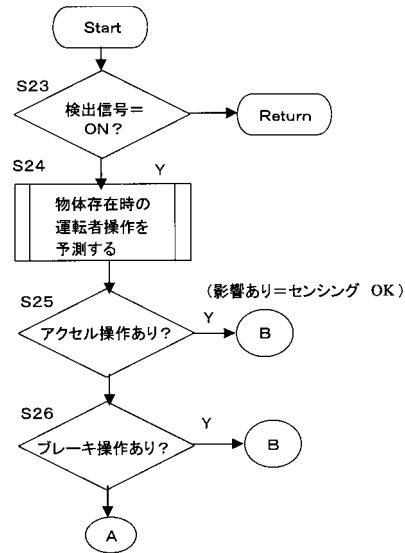 Start
S23
検出信号＝
ON？
Return
S24
Y
物体存在時の
運転者操作を
予測する
(影響あり＝センシング OK)
S25
アクセル操作あり？
Y
B
S26
ブレーキ操作あり？
Y
B
A